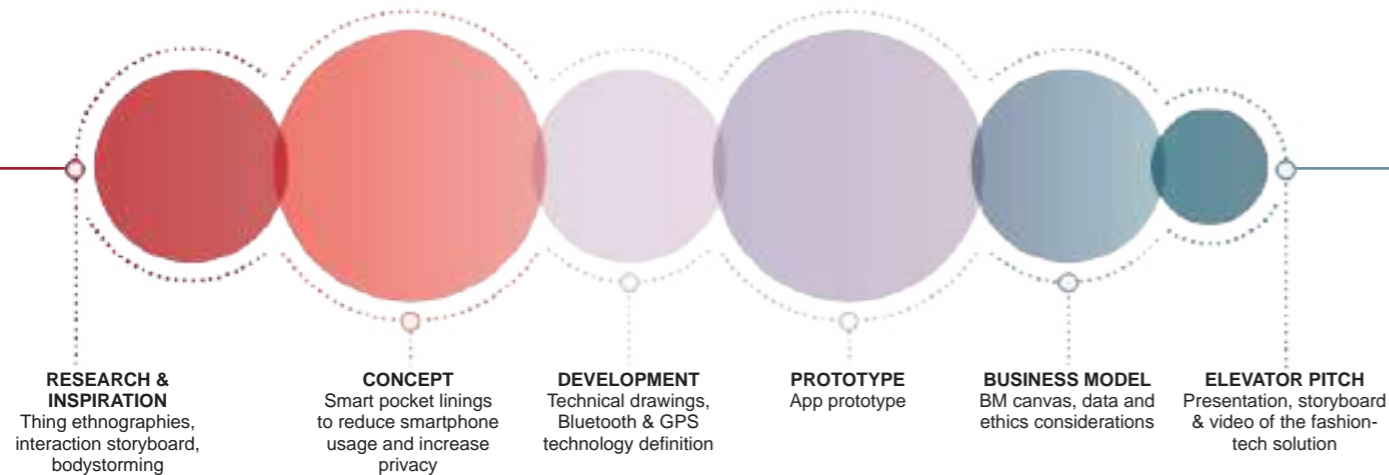 RESEARCH &
INSPIRATION
Thing ethnographies,
interaction storyboard,
bodystorming
CONCEPT
Smart pocket linings
to reduce smartphone
usage and increase
privacy
DEVELOPMENT
Technical drawings,
Bluetooth & GPS
technology definition
PROTOTYPE
App prototype
BUSINESS MODEL
BM canvas, data and
ethics considerations
ELEVATOR PITCH
Presentation, storyboard
& video of the fashion-
tech solution